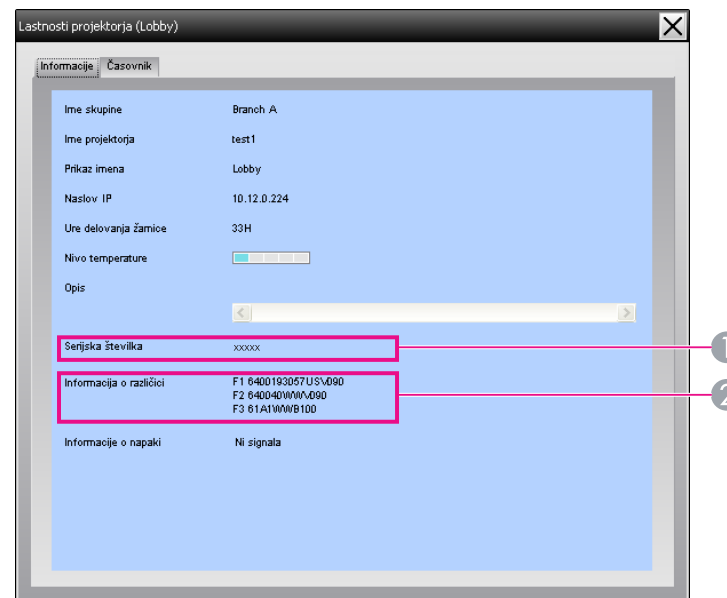 Lastnosti projektorja (Lobby)
Informacije Časovnik
Ime skupine Branch A
Ime projektorja test1
Prikaz imena Lobby
Naslov IP 10.12.0.224
Ure delovanja žarnice 33H
Nivo temperature
Opis
Serijska številka xxxxx
1
Informacija o različici F1 6400193057USV090
F2 640040WWV090
F3 61A1WWB100
2
Informacije o napaki Ni signala